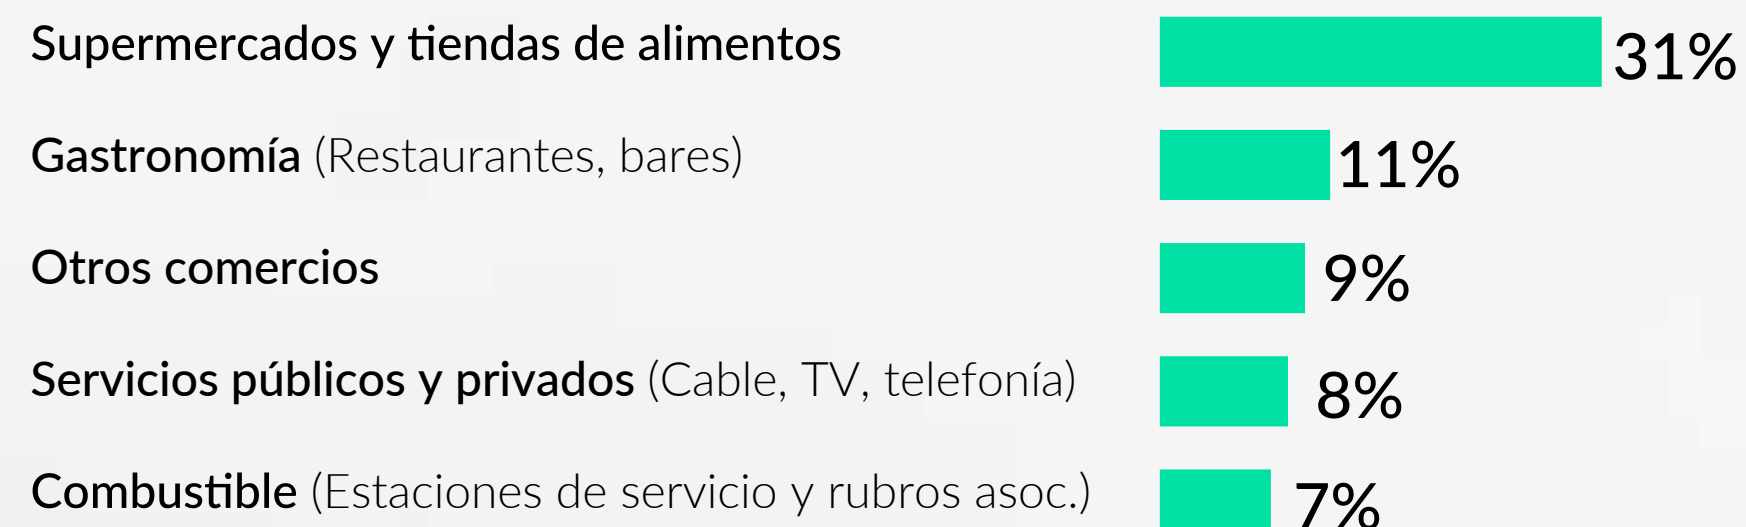 Supermercados y tiendas de alimentos 31%
Gastronomía (Restaurantes, bares) 11%
Otros comercios 9%
Servicios públicos y privados (Cable, TV, telefonía) 8%
Combustible (Estaciones de servicio y rubros asoc.) 7%